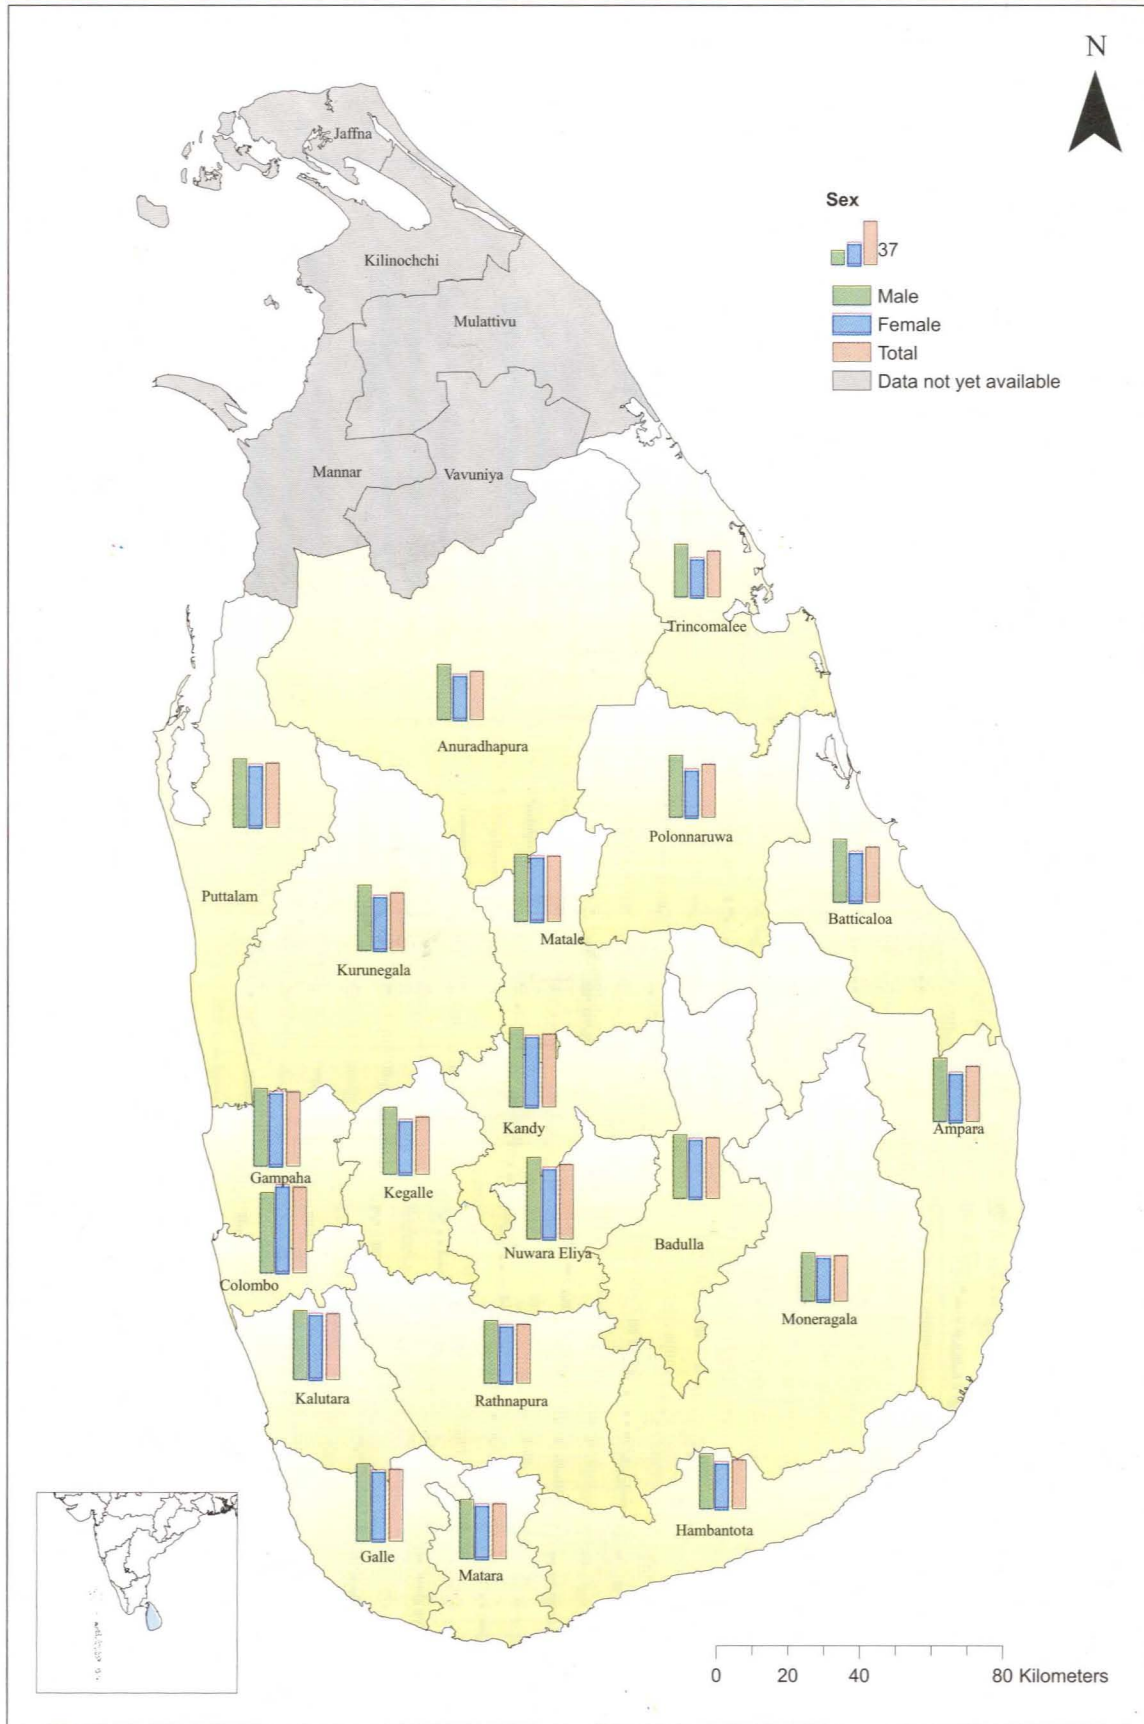 N
Jaffna
Sex
37
Kilinochchi
Male
Mulattivu
Female
Total
Data not yet available
Mannar
Vavuniya
Trincomalee
Anuradhapura
Polonnaruwa
Puttalam
Batticaloa
Matale
Kurunegala
Kandy
Ampara
Gampaha
Kegalle
Badulla
Nuwara Eliya
Colombo
Moneragala
Kalutara
Rathnapura
Hambantota
Galle
Matara
0 20 40 80 Kilometers